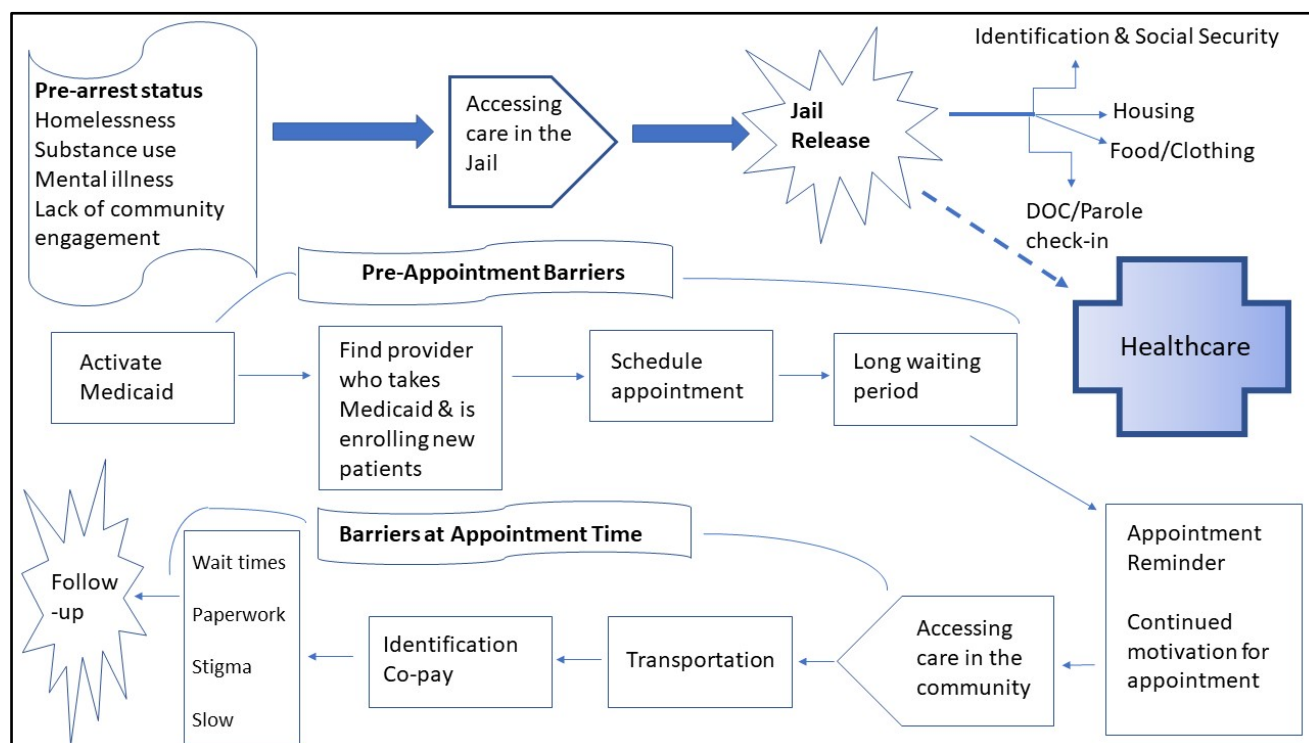 Pre-arrest status
Homelessness
Substance use
Mental illness
Lack of community
engagement
Accessing
care in the
Jail
Jail
Release
Identification & Social Security
Housing
Food/Clothing
DOC/Parole
check-in
Healthcare
Pre-Appointment Barriers
Activate
Medicaid
Find provider
who takes
Medicaid & is
enrolling new
patients
Schedule
appointment
Long waiting
period
Appointment
Reminder
Continued
motivation for
appointment
Barriers at Appointment Time
Accessing
care in the
community
Transportation
Identification
Co-pay
Wait times
Paperwork
Stigma
Slow
Follow
-up